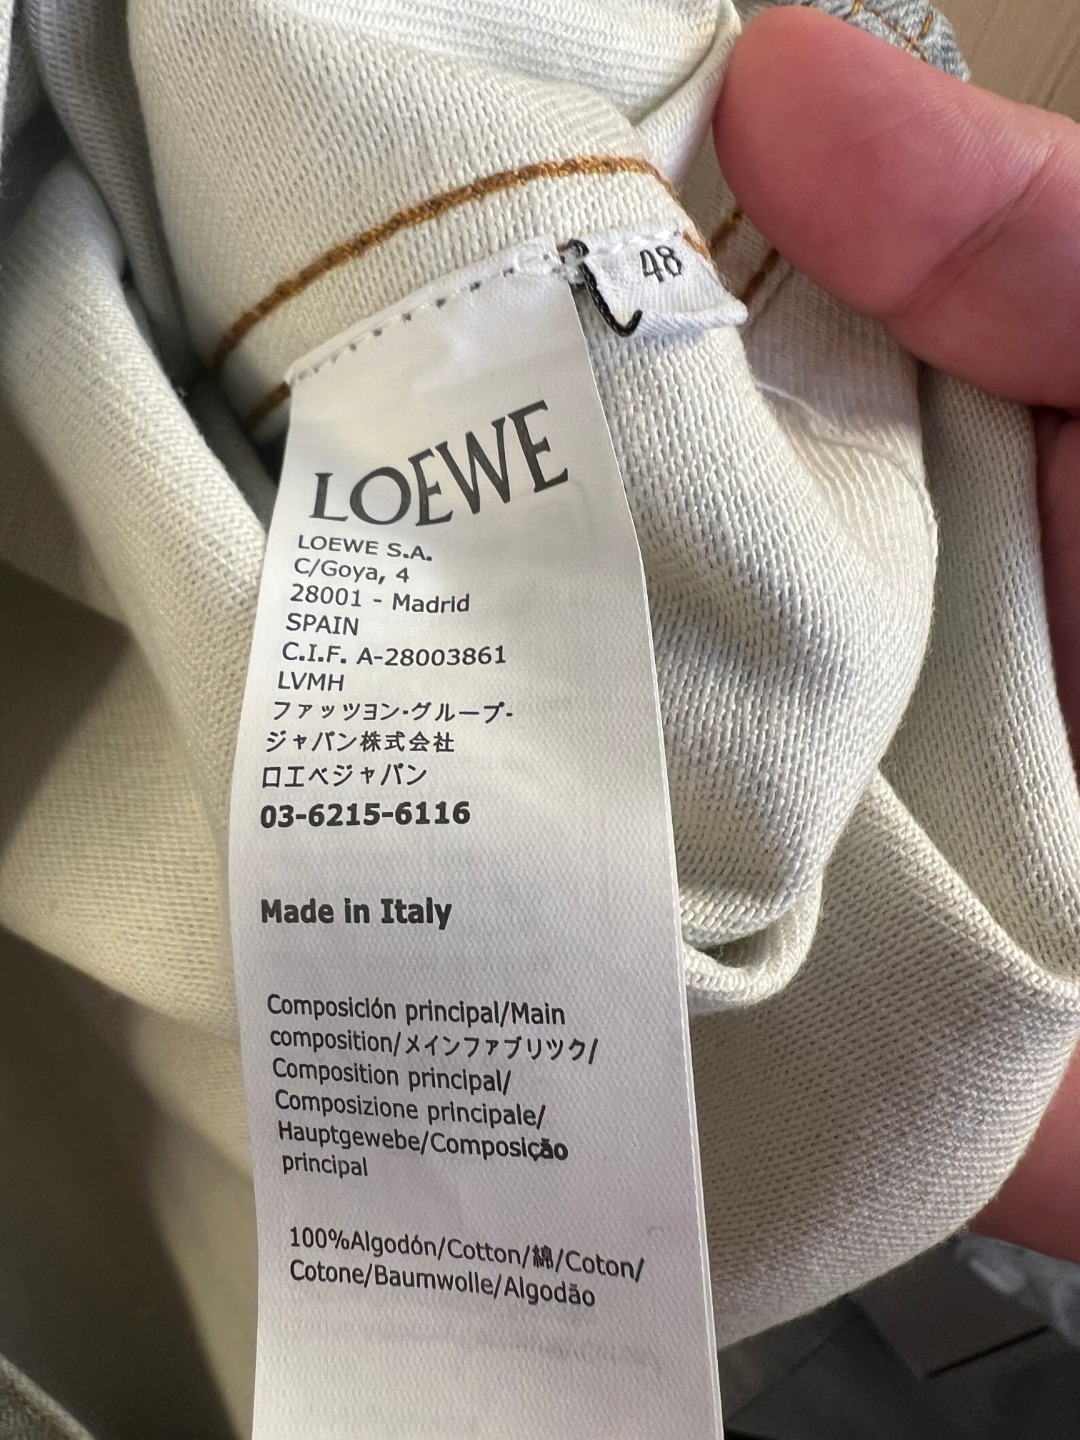 48
LOEWE
LOEWE S.A.
C/Goya, 4
28001 - Madrid
SPAIN
C.I.F. A-28003861
LVMH
ファッツヨン･グループ-
ジャパン株式会社
ロエベジャパン
03-6215-6116
Made in Italy
Composición principal/Main
composition/メインファブリツク/
Composition principal/
Composizione principale/
Hauptgewebe/Composição
principal
100%Algodón/Cotton/綿/Coton/
Cotone/Baumwolle/Algodão